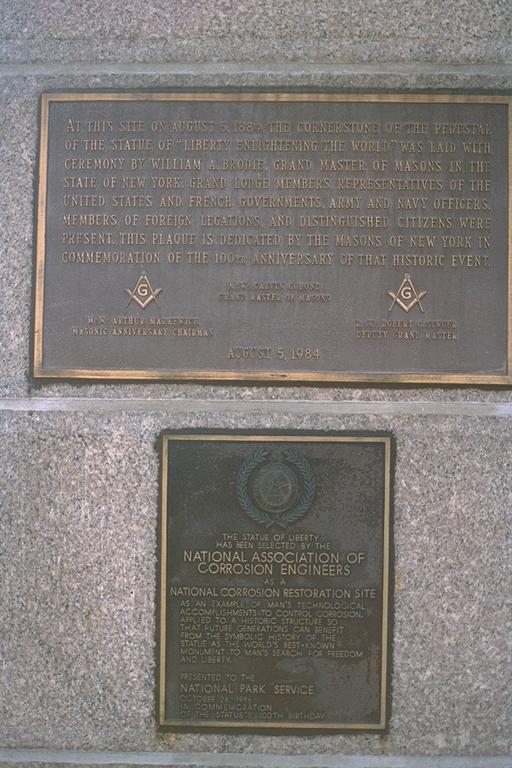 AT THIS SITE ON AUGUST 5, 1884, THE CORNERSTONE OF THE PEDESTAL
OF THE STATUE OF "LIBERTY ENLIGHTENING THE WORLD" WAS LAID WITH
CEREMONY BY WILLIAM A. BRODIE, GRAND MASTER OF MASONS IN THE
STATE OF NEW YORK, GRAND LODGE MEMBERS, REPRESENTATIVES OF THE
UNITED STATES AND FRENCH GOVERNMENTS, ARMY AND NAVY OFFICERS,
MEMBERS OF FOREIGN LEGATIONS, AND DISTINGUISHED CITIZENS WERE
PRESENT. THIS PLAQUE IS DEDICATED BY THE MASONS OF NEW YORK IN
COMMEMORATION OF THE 100th ANNIVERSARY OF THAT HISTORIC EVENT.
G
G
M.W. CALVIN G. BOND
GRAND MASTER OF MASONS
R.W. ROBERT C. SINGER
DEPUTY GRAND MASTER
M.W. ARTHUR MARKEWICH
MASONIC ANNIVERSARY CHAIRMAN
AUGUST 5, 1984
THE STATUE OF LIBERTY
HAS BEEN SELECTED BY THE
NATIONAL ASSOCIATION OF
CORROSION ENGINEERS
AS A
NATIONAL CORROSION RESTORATION SITE
AS AN EXAMPLE OF MAN'S TECHNOLOGICAL
ACCOMPLISHMENTS TO CONTROL CORROSION,
APPLIED TO A HISTORIC STRUCTURE SO
THAT FUTURE GENERATIONS CAN BENEFIT
FROM THE SYMBOLIC HISTORY OF THE
STATUE AS THE WORLD'S BEST-KNOWN
MONUMENT TO MAN'S SEARCH FOR FREEDOM
AND LIBERTY.
PRESENTED TO THE
NATIONAL PARK SERVICE
OCTOBER 28, 1986
IN COMMEMORATION
OF THE STATUE'S 100TH BIRTHDAY